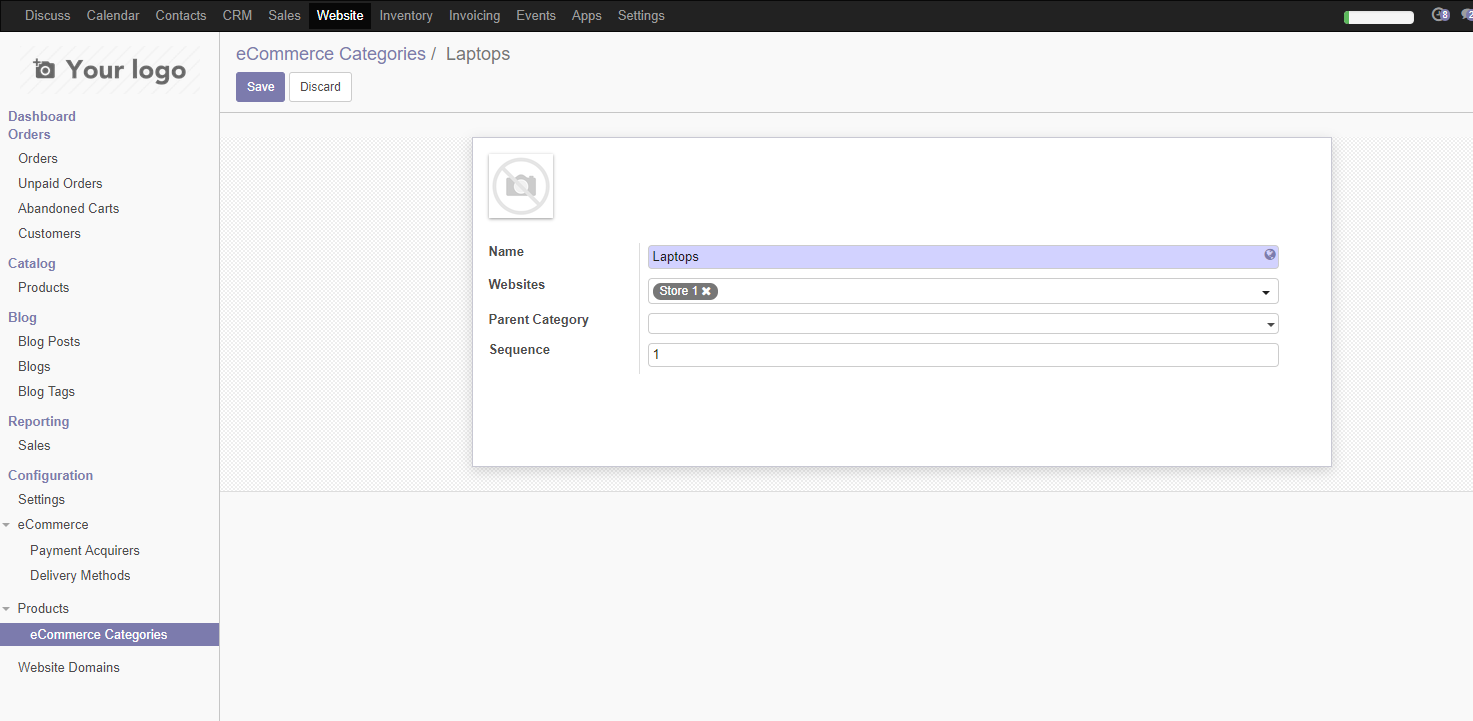 Discuss Calendar Contacts CRM Sales Website Inventory Invoicing Events Apps Settings 8 2
Your logo
eCommerce Categories / Laptops
Save Discard
Dashboard
Orders
Orders
Unpaid Orders
Abandoned Carts
Customers
Catalog
Products
Blog
Blog Posts
Blogs
Blog Tags
Reporting
Sales
Configuration
Settings
eCommerce
Payment Acquirers
Delivery Methods
Products
eCommerce Categories
Website Domains
Name Laptops
Websites Store 1
Parent Category
Sequence 1